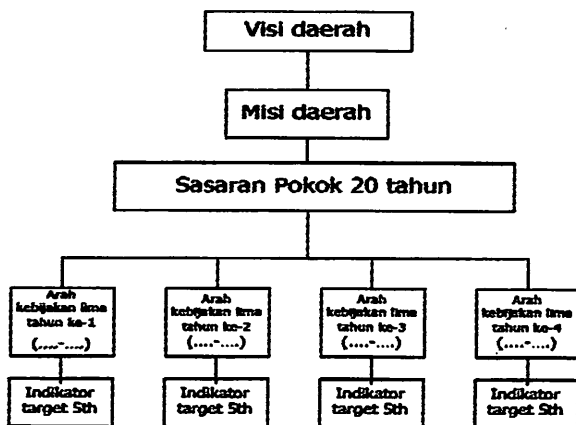 Visi daerah
Misi daerah
Sasaran Pokok 20 tahun
Arah
kebijakan lima
tahun ke-1
(....-....)
Arah
kebijakan lima
tahun ke-2
(....-....)
Arah
kebijakan lima
tahun ke-3
(....-....)
Arah
kebijakan lima
tahun ke-4
(....-....)
Indikator
target 5th
Indikator
target 5th
Indikator
target 5th
Indikator
target 5th